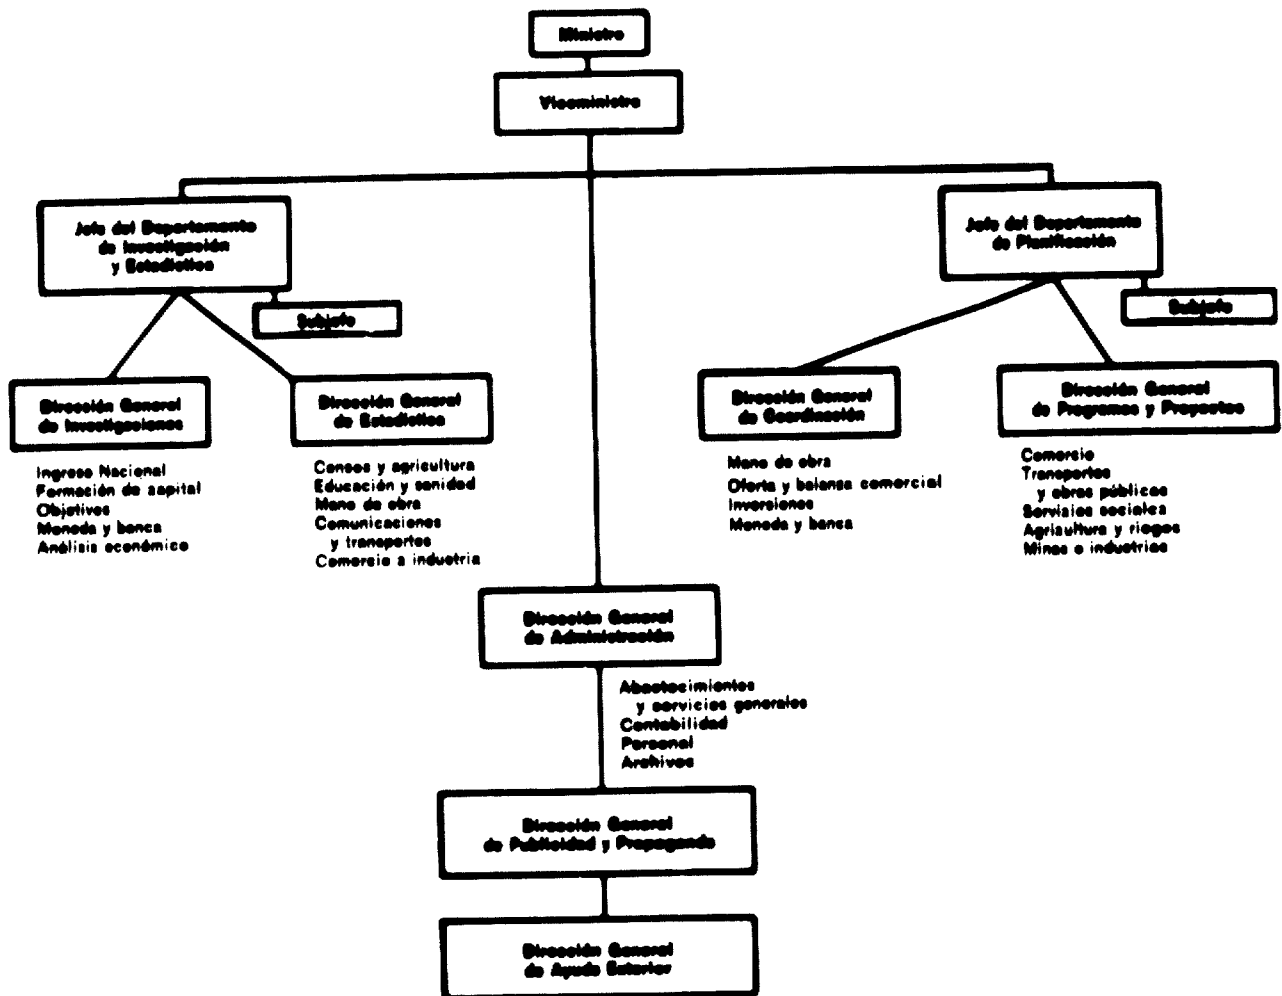 Ministro
Viceministro
Jefe del Departamento
de Investigación
y Estadística
Subjefe
Jefe del Departamento
de Planificación
Subjefe
Dirección General
de Investigaciones
Ingreso Nacional
Formación de capital
Objetivos
Moneda y banca
Análisis económico
Dirección General
de Estadística
Censos y agricultura
Educación y sanidad
Mano de obra
Comunicaciones
y transportes
Comercio e industria
Dirección General
de Coordinación
Mano de obra
Oferta y balanza comercial
Inversiones
Moneda y banca
Dirección General
de Programas y Proyectos
Comercio
Transportes
y obras públicas
Servicios sociales
Agricultura y riegos
Minas e industrias
Dirección General
de Administración
Abastecimientos
y servicios generales
Contabilidad
Personal
Archivos
Dirección General
de Publicidad y Propaganda
Dirección General
de Ayuda Exterior